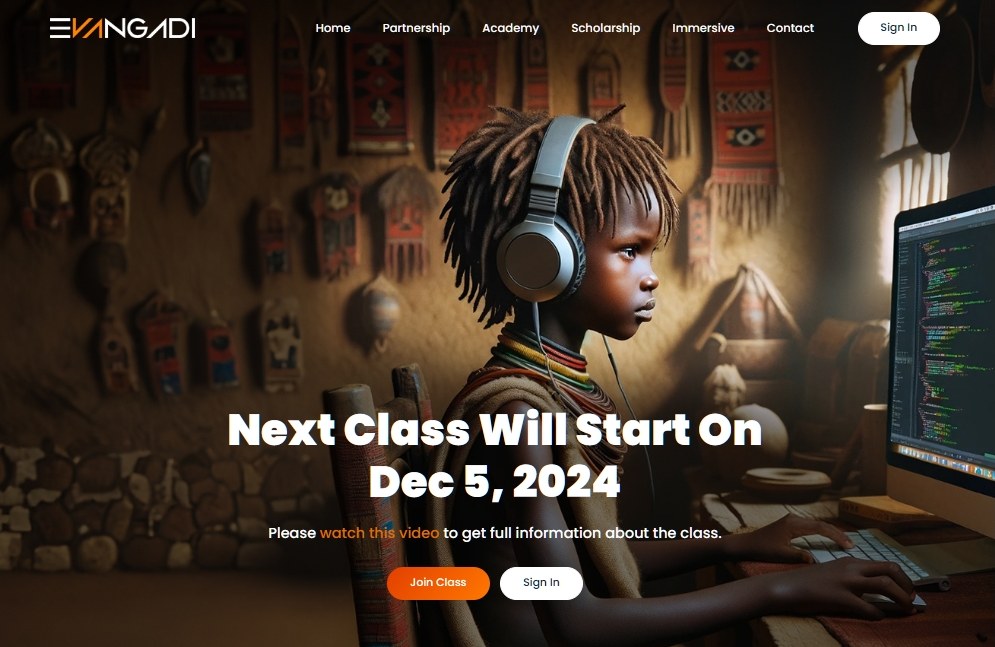 EVANGADI
Home Partnership Academy Scholarship Immersive Contact Sign In
Next Class Will Start On
Dec 5, 2024
Please watch this video to get full information about the class.
Join Class Sign In